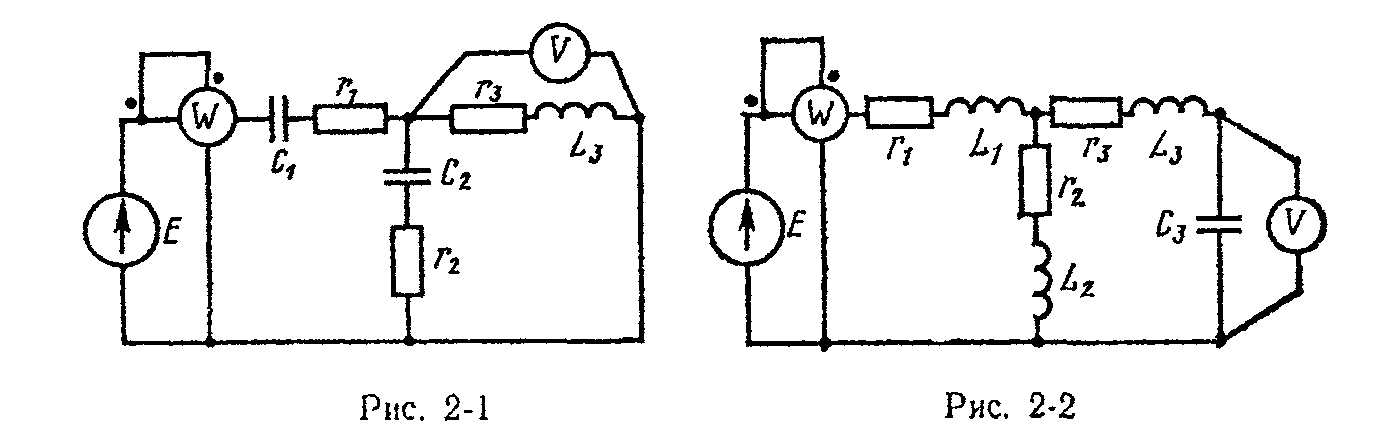 V
r₁
r₃
W
C₁
L₃
C₂
E
r₂
Рис. 2-1
W
r₁
L₁
r₃
L₃
r₂
E
C₃
V
L₂
Рис. 2-2